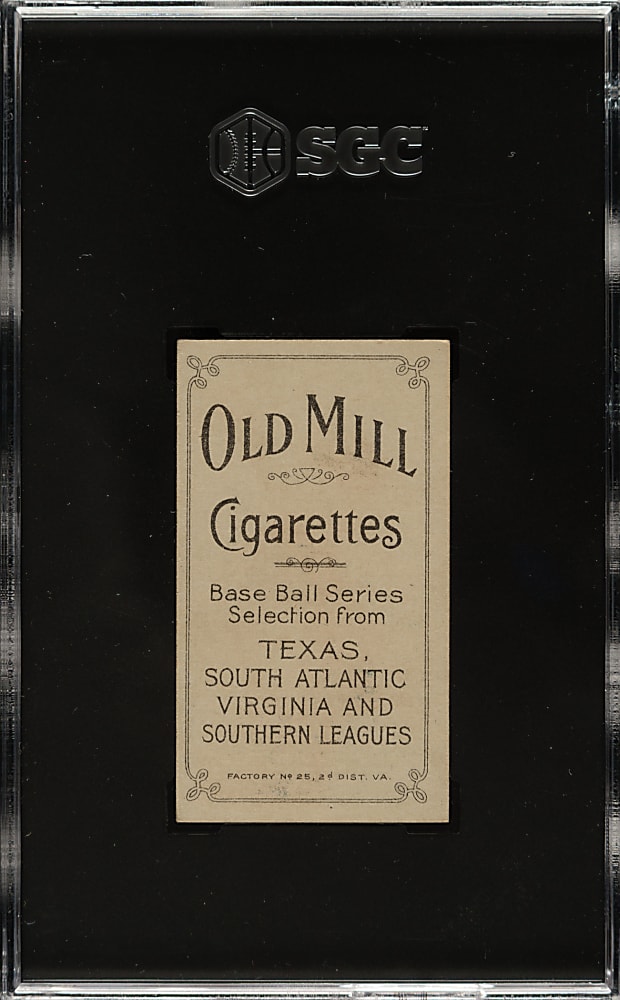 SGC
OLD MILL
Cigarettes
Base Ball Series
Selection from
TEXAS,
SOUTH ATLANTIC
VIRGINIA AND
SOUTHERN LEAGUES
FACTORY Nº 25, 2d DIST. VA.